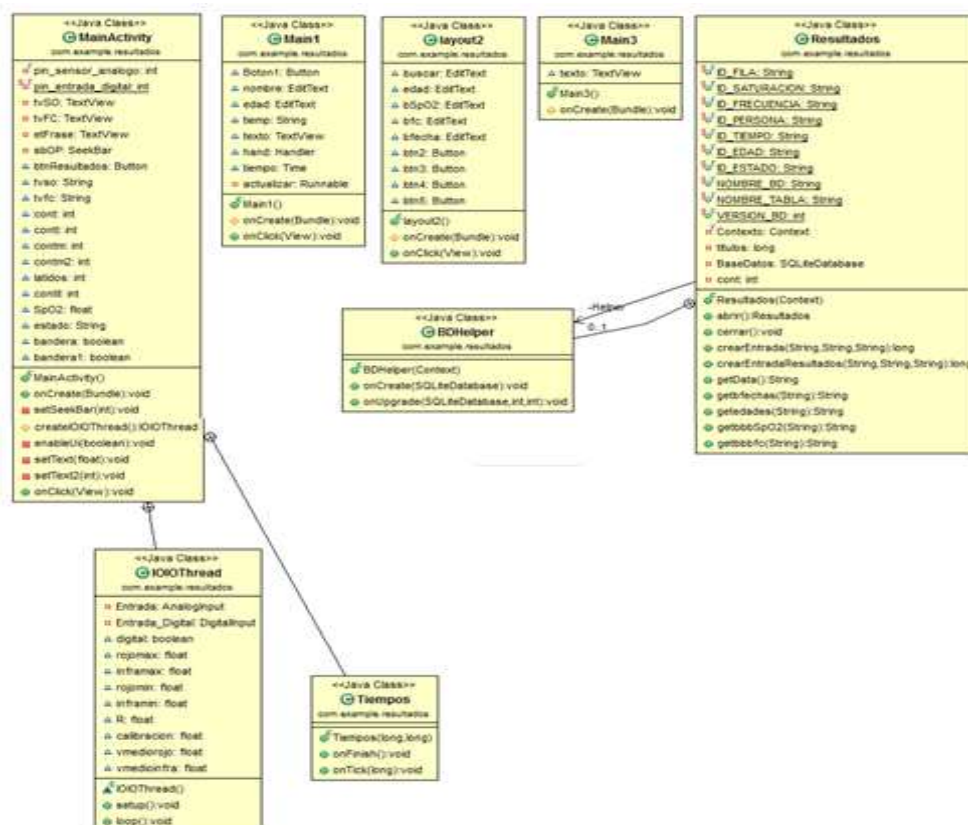 <<Java Class>>
MainActivity
com.example.resultados
pin_sensor_analogo: int
pin_entrada_digital: int
tvSO: TextView
tvFC: TextView
etFrase: TextView
sbOP: SeekBar
btnResultados: Button
tvso: String
tvfc: String
cont: int
contI: int
contm: int
contm2: int
latidos: int
SpO2: float
estado: String
bandera: boolean
bandera1: boolean
MainActivity()
onCreate(Bundle):void
setSeekBar(int):void
createIOIOThread():IOIOThread
enableUi(boolean):void
setText(float):void
setText2(int):void
onClick(View):void
<<Java Class>>
Main1
com.example.resultados
Boton1: Button
nombre: EditText
edad: EditText
temp: String
texto: TextView
hand: Handler
tiempo: Time
actualizar: Runnable
Main1()
onCreate(Bundle):void
onClick(View):void
<<Java Class>>
layout2
com.example.resultados
buscar: EditText
edad: EditText
bSpO2: EditText
bfc: EditText
bfecha: EditText
btn2: Button
btn3: Button
btn4: Button
btn5: Button
layout2()
onCreate(Bundle):void
onClick(View):void
<<Java Class>>
Main3
com.example.resultados
texto: TextView
Main3()
onCreate(Bundle):void
<<Java Class>>
Resultados
com.example.resultados
ID_FILA: String
ID_SATURACION: String
ID_FRECUENCIA: String
ID_PERSONA: String
ID_TIEMPO: String
ID_EDAD: String
ID_ESTADO: String
NOMBRE_BD: String
NOMBRE_TABLA: String
VERSION_BD: int
Contexto: Context
titulos: long
BaseDatos: SQLiteDatabase
cont: int
Resultados(Context)
abrir():Resultados
cerrar():void
crearEntrada(String,String,String):long
crearEntradaResultados(String,String,String):long
getData():String
getbfechas(String):String
getedades(String):String
getbbbSpO2(String):String
getbbbfc(String):String
-Helper
0..1
<<Java Class>>
BDHelper
com.example.resultados
BDHelper(Context)
onCreate(SQLiteDatabase):void
onUpgrade(SQLiteDatabase,int,int):void
<<Java Class>>
IOIOThread
com.example.resultados
Entrada: AnalogInput
Entrada_Digital: DigitalInput
digital: boolean
rojomax: float
inframax: float
rojomin: float
inframin: float
R: float
calibracion: float
vmediorojo: float
vmedioinfra: float
IOIOThread()
setup():void
loop():void
<<Java Class>>
Tiempos
com.example.resultados
Tiempos(long,long)
onFinish():void
onTick(long):void